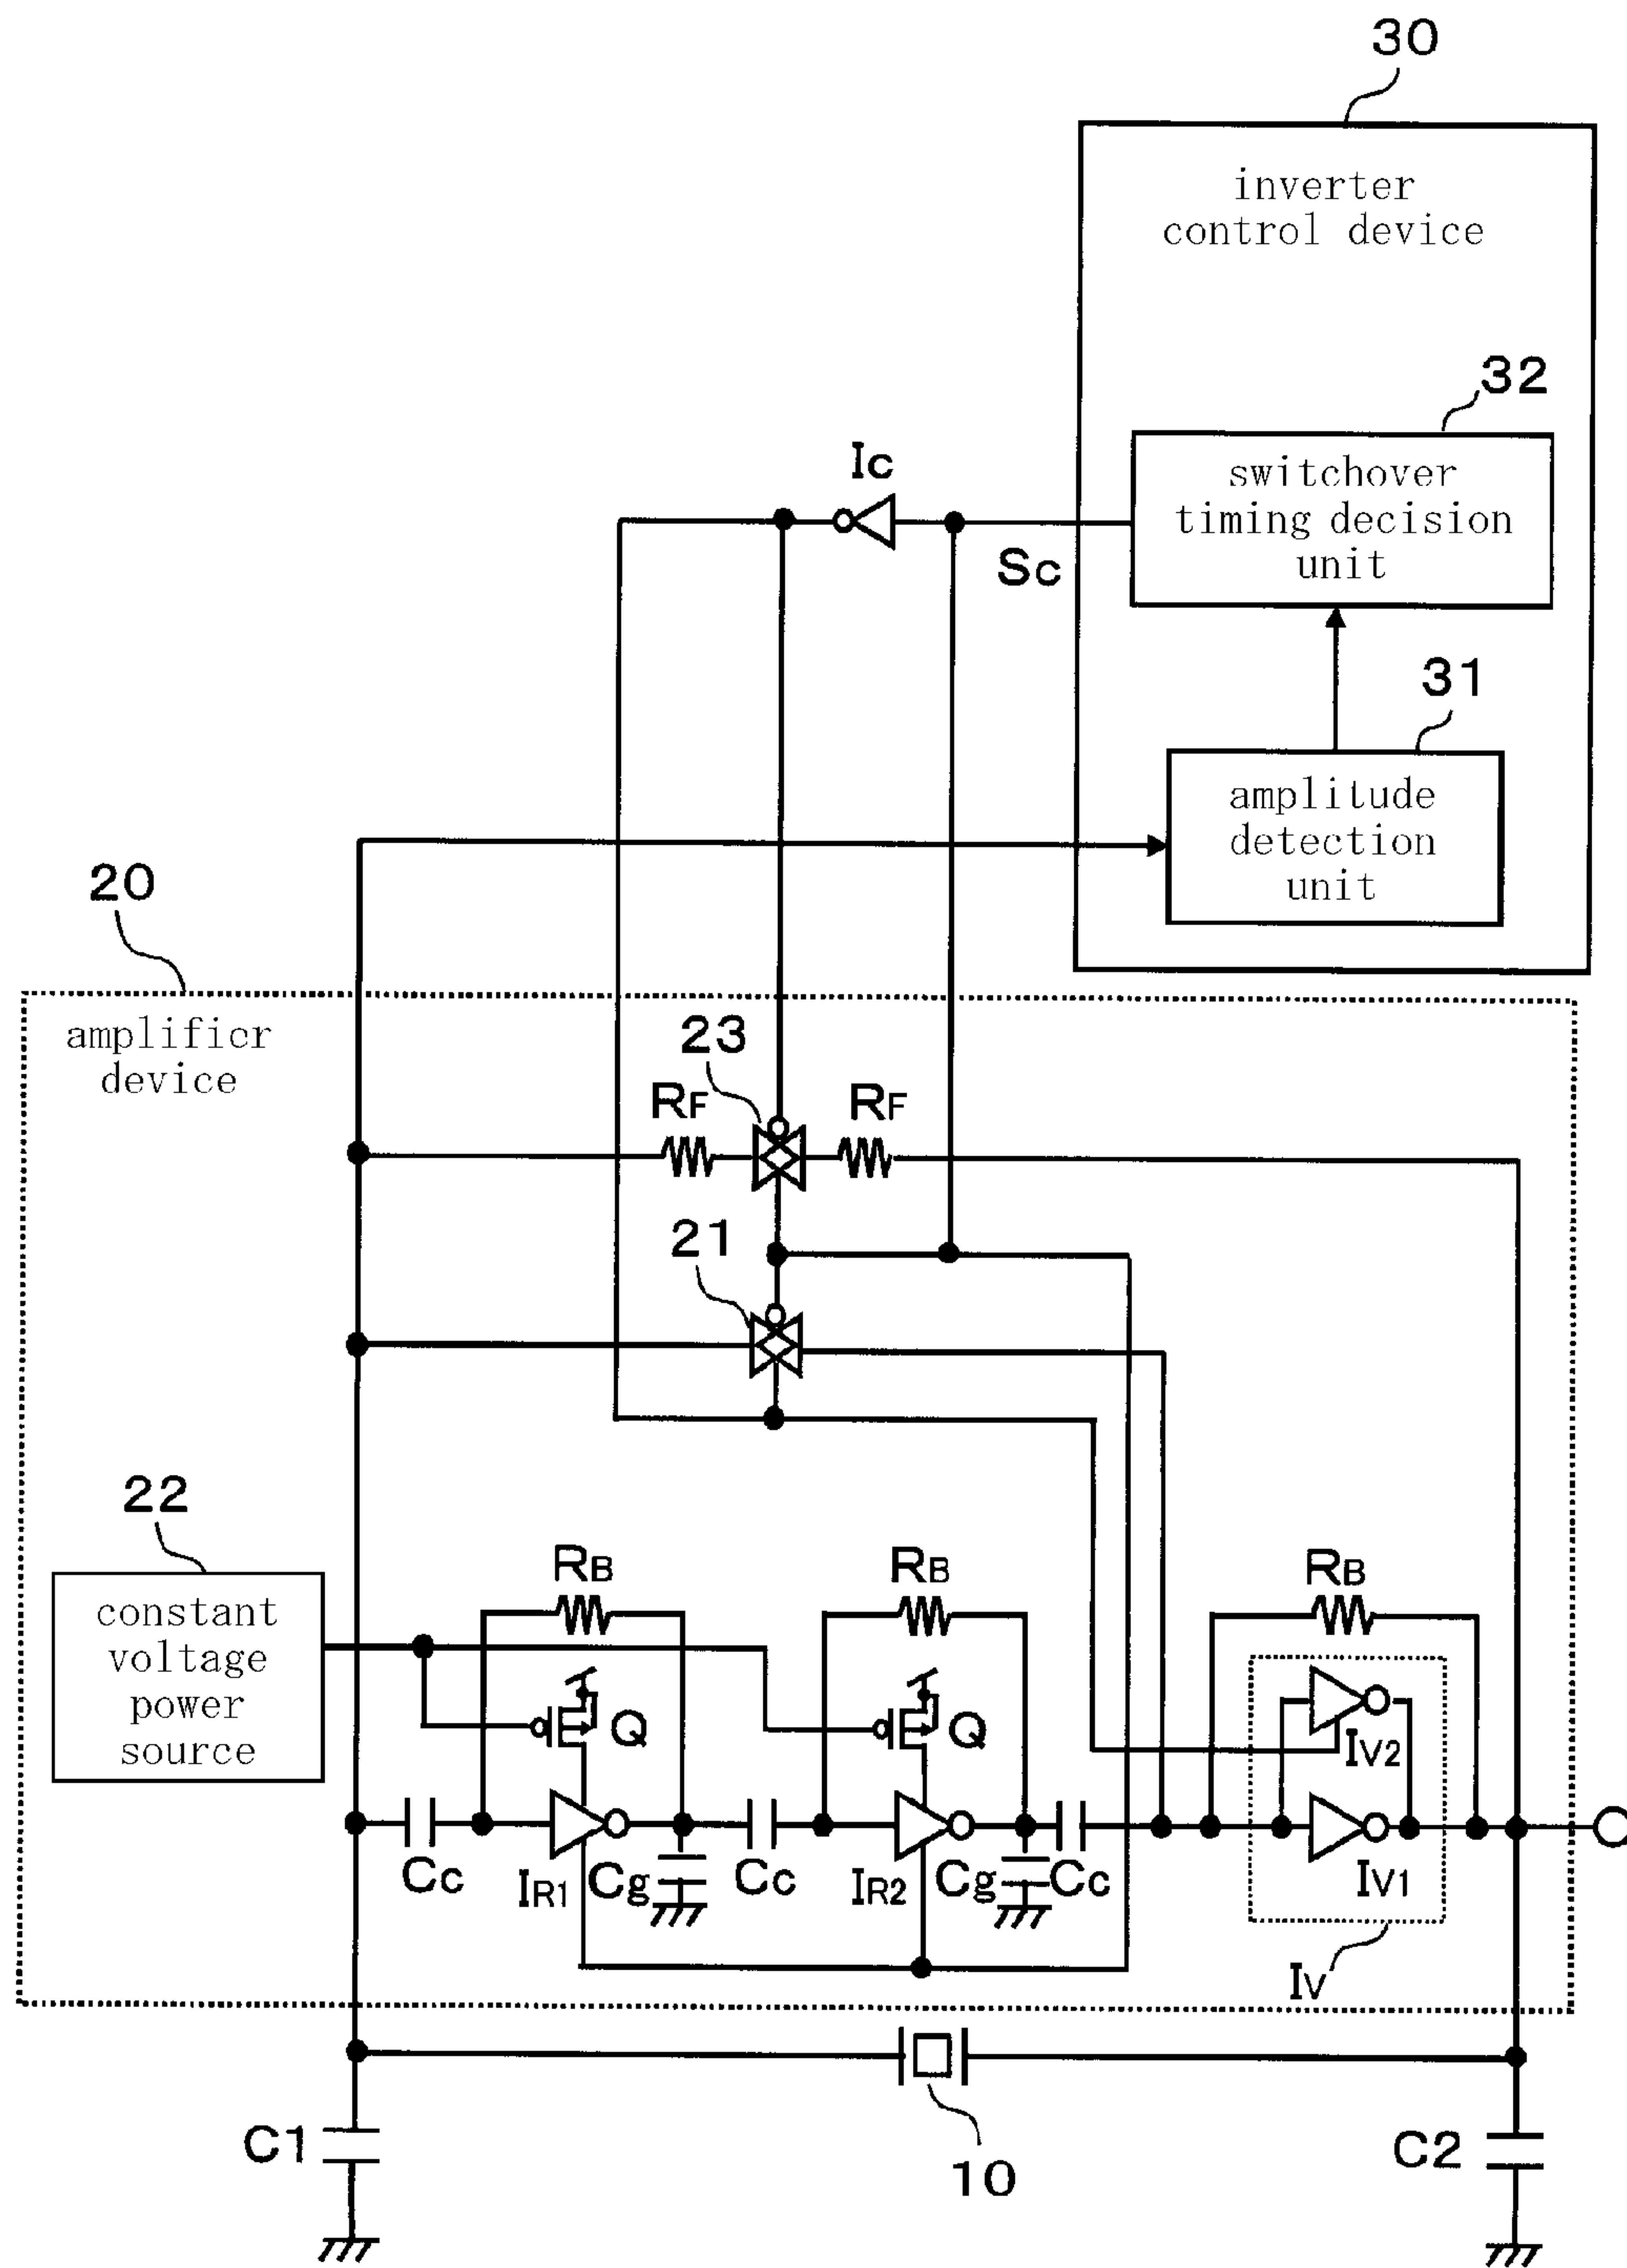 30
inverter
control device
32
switchover
timing decision
unit
Ic
Sc
31
amplitude
detection
unit
20
amplificr
device
23
RF
RF
21
22
constant
voltage
power
source
RB
RB
RB
Q
Q
IV2
Cc
IR1
Cg
Cc
IR2
Cg
Cc
IV1
IV
C1
10
C2